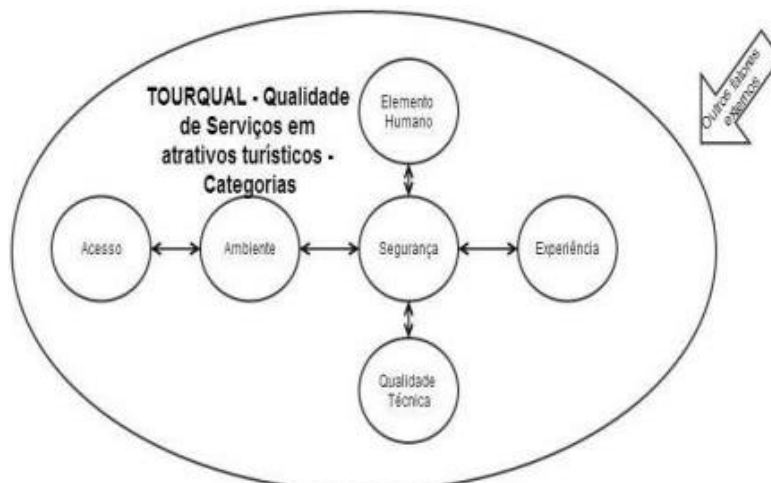 TOURQUAL - Qualidade
de Serviços em
atrativos turísticos -
Categorias
Elemento
Humano
Outros fatores
externos
Acesso
Ambiente
Segurança
Experiência
Qualidade
Técnica